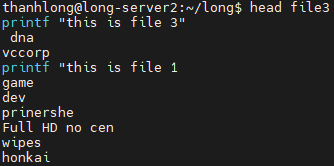 thanhlong@long-server2:~/long$ head file3
printf "this is file 3"
 dna
vccorp
printf "this is file 1
game
dev
prinershe
Full HD no cen
wipes
honkai